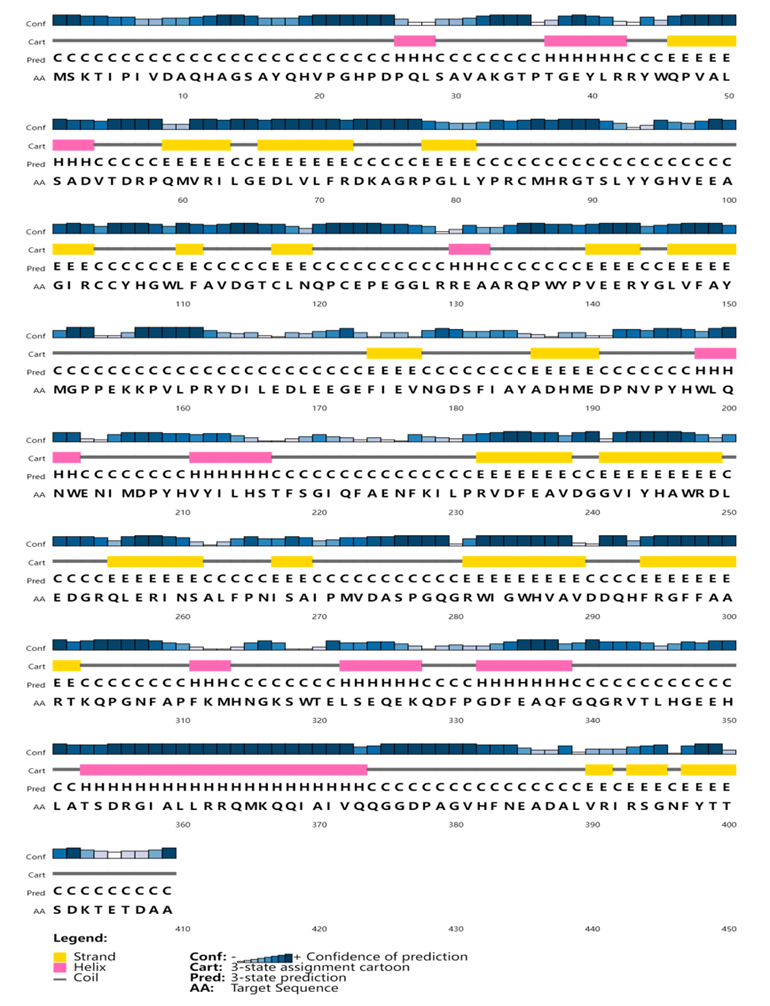 Conf
Cart
Pred C C C C C C C C C C C C C C C C C C C C C C C C C H H H C C C C C C C C H H H H H H C C C E E E E E
AA M S K T I P I V D A Q H A G S A Y Q H V P G H P D P Q L S A V A K G T P T G E Y L R R Y W Q P V A L
10 20 30 40 50
Conf
Cart
Pred H H H C C C C C E E E E E C C E E E E E E E C C C C C E E E E C C C C C C C C C C C C C C C C C C C
AA S A D V T D R P Q M V R I L G E D L V L F R D K A G R P G L L Y P R C M H R G T S L Y Y G H V E E A
60 70 80 90 100
Conf
Cart
Pred E E E C C C C C C E E C C C C C E E E C C C C C C C C C C H H H C C C C C C C E E E E C C E E E E E
AA G I R C C Y H G W L F A V D G T C L N Q P C E P E G G L R R E A A R Q P W Y P V E E R Y G L V F A Y
110 120 130 140 150
Conf
Cart
Pred C C C C C C C C C C C C C C C C C C C C C C C E E E E C C C C C C C C E E E E E C C C C C C C H H H
AA M G P P E K K P V L P R Y D I L E D L E E G E F I E V N G D S F I A Y A D H M E D P N V P Y H W L Q
160 170 180 190 200
Conf
Cart
Pred H H C C C C C C C C H H H H H H C C C C C C C C C C C C C C C E E E E E E E C C E E E E E E E E E C
AA N W E N I M D P Y H V Y I L H S T F S G I Q F A E N F K I L P R V D F E A V D G G V I Y H A W R D L
210 220 230 240 250
Conf
Cart
Pred C C C C E E E E E E E C C C C C E E E C C C C C C C C C C C E E E E E E E E E C C C C E E E E E E E
AA E D G R Q L E R I N S A L F P N I S A I P M V D A S P G Q G R W I G W H V A V D D Q H F R G F F A A
260 270 280 290 300
Conf
Cart
Pred E E C C C C C C C C H H H C C C C C C C C H H H H H H C C C C H H H H H H H C C C C C C C C C C C C
AA R T K Q P G N F A P F K M H N G K S W T E L S E Q E K Q D F P G D F E A Q F G Q G R V T L H G E E H
310 320 330 340 350
Conf
Cart
Pred C C H H H H H H H H H H H H H H H H H H H H H C C C C C C C C C C C C C C C C E E C E E E C E E E E
AA L A T S D R G I A L L R R Q M K Q Q I A I V Q Q G G D P A G V H F N E A D A L V R I R S G N F Y T T
360 370 380 390 400
Conf
Cart
Pred C C C C C C C C C
AA S D K T E T D A A
410 420 430 440 450
Legend:
Strand
Helix
Coil
Conf: - + Confidence of prediction
Cart: 3-state assignment cartoon
Pred: 3-state prediction
AA: Target Sequence